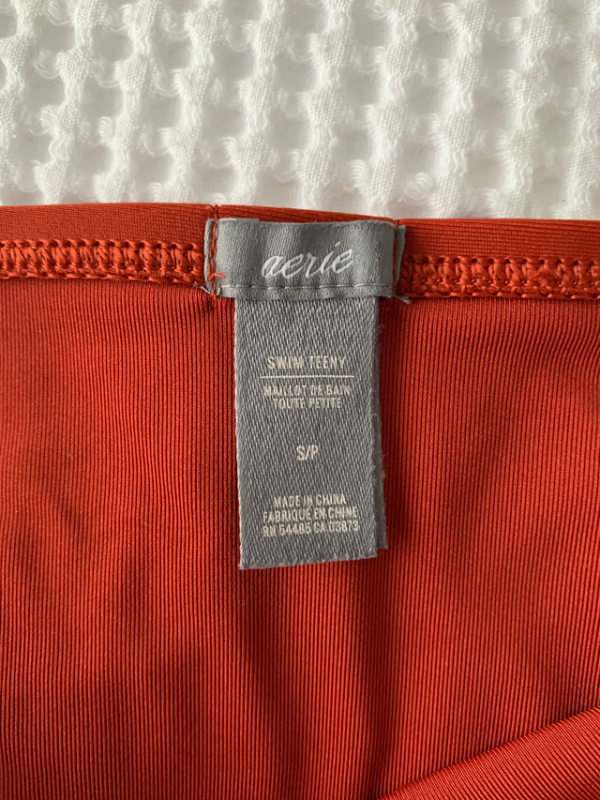 aerie
SWIM TEENY
MAILLOT DE BAIN
TOUTE PETITE
S/P
MADE IN CHINA
FABRIQUE EN CHINE
RN 54485 CA 03873